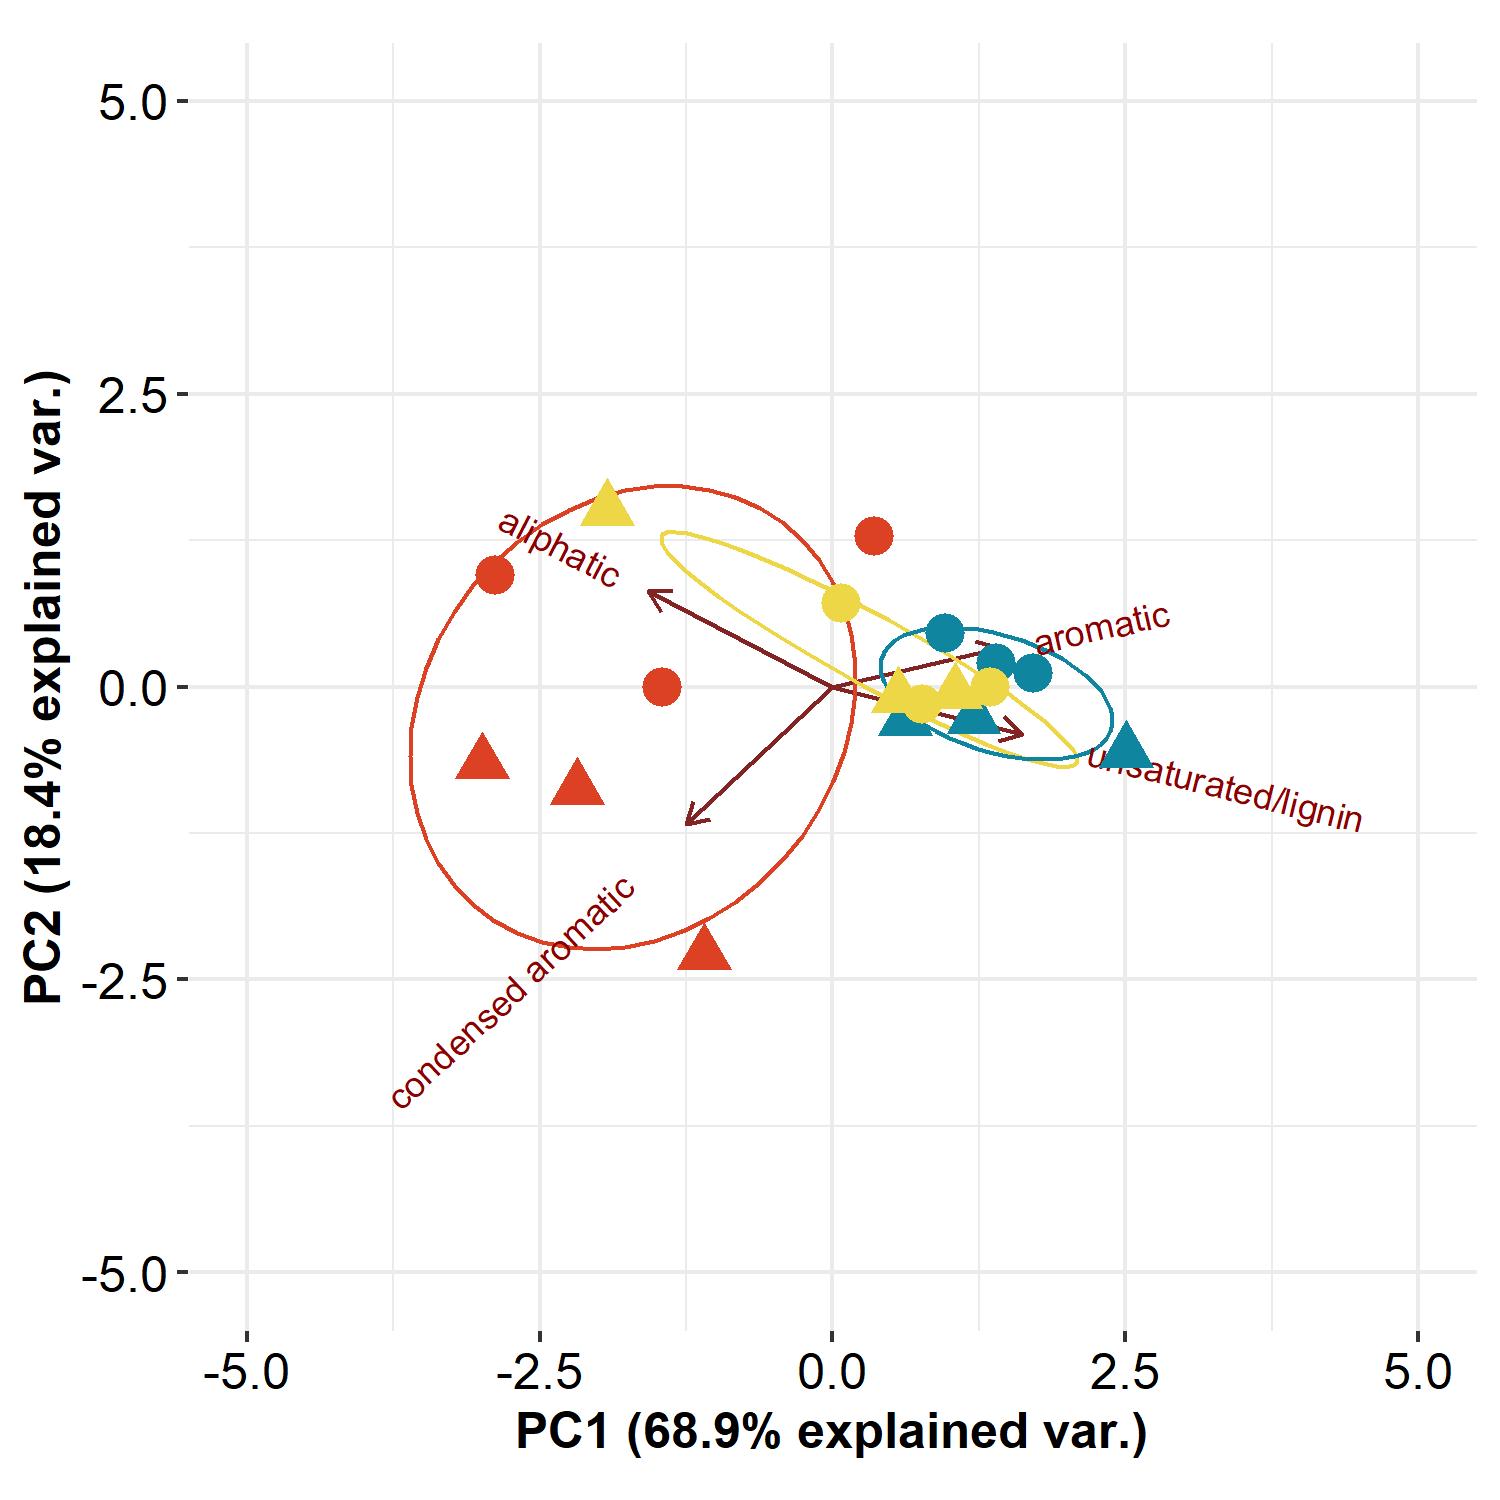 5.0
2.5
0.0
-2.5
-5.0
PC2 (18.4% explained var.)
aliphatic
aromatic
unsaturated/lignin
condensed aromatic
-5.0
-2.5
0.0
2.5
5.0
PC1 (68.9% explained var.)